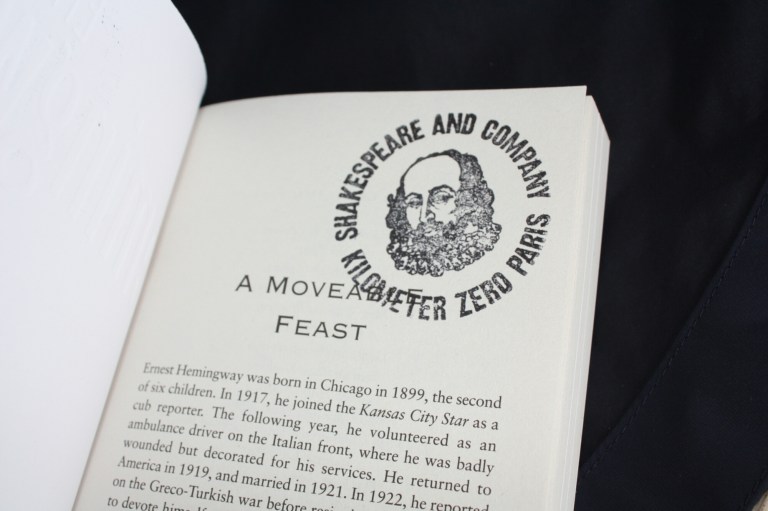 SHAKESPEARE AND COMPANY
KILOMETER ZERO PARIS
A MOVEABLE
FEAST
Ernest Hemingway was born in Chicago in 1899, the second
of six children. In 1917, he joined the Kansas City Star as a
cub reporter. The following year, he volunteered as an
ambulance driver on the Italian front, where he was badly
wounded but decorated for his services. He returned to
America in 1919, and married in 1921. In 1922, he reported
on the Greco-Turkish war before
to devote